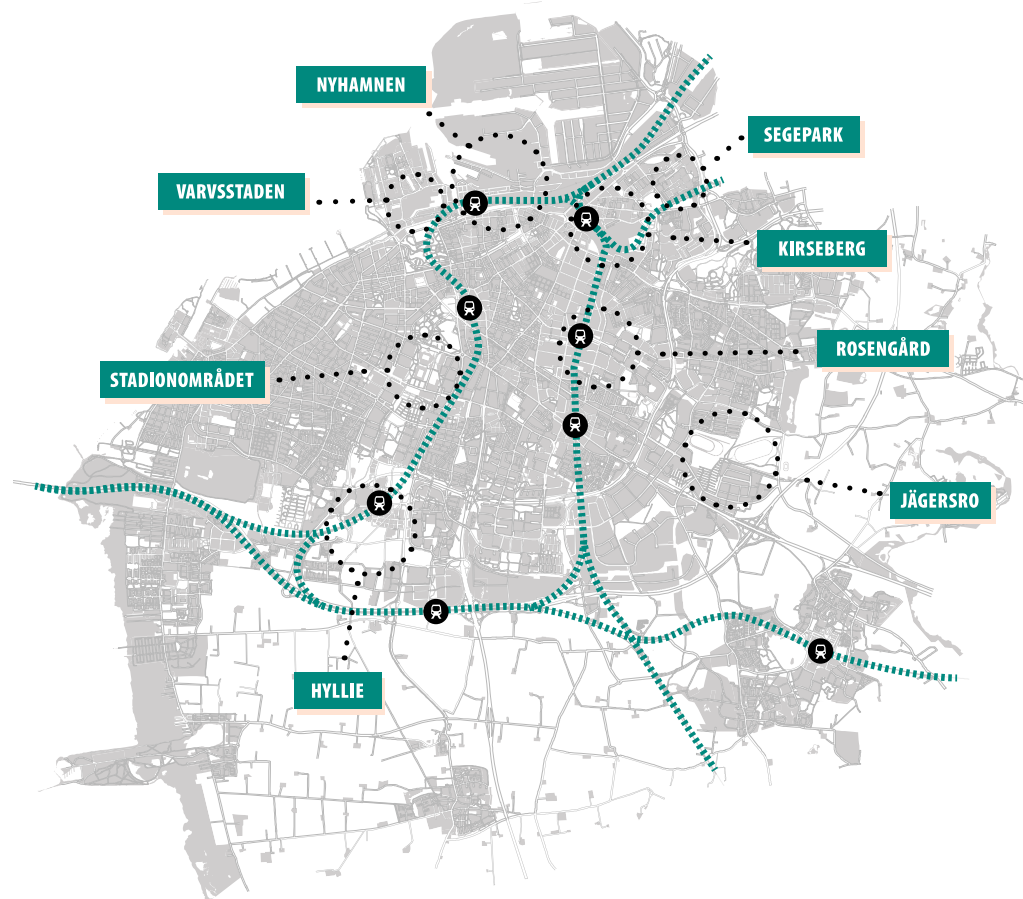 NYHAMNEN
SEGEPARK
VARVSSTADEN
KIRSEBERG
ROSENGÅRD
STADIONOMRÅDET
JÄGERSRO
HYLLIE